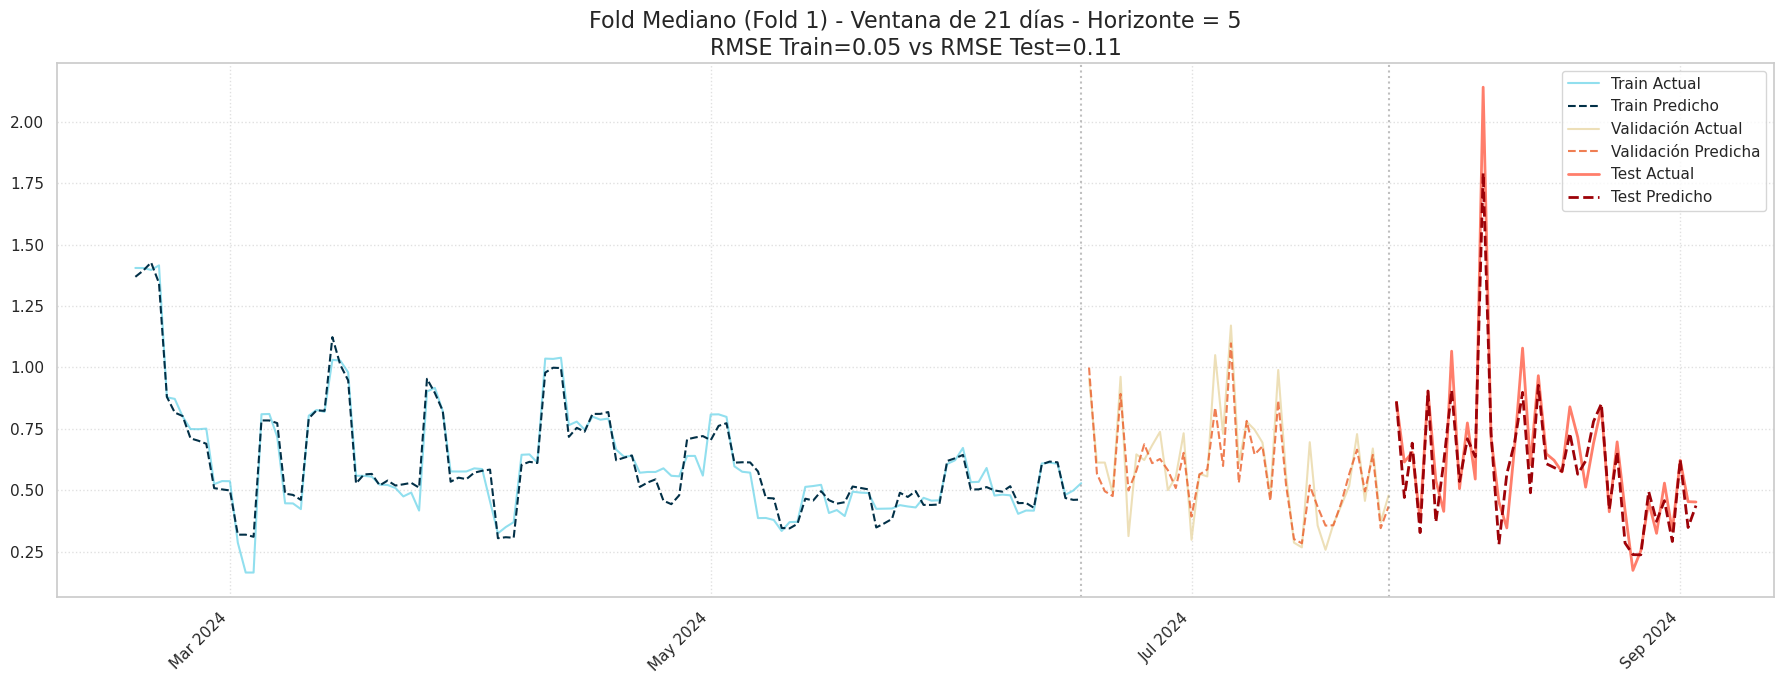 Fold Mediano (Fold 1) - Ventana de 21 días - Horizonte = 5
RMSE Train=0.05 vs RMSE Test=0.11
Train Actual
Train Predicho
Validación Actual
Validación Predicha
Test Actual
Test Predicho
2.00
1.75
1.50
1.25
1.00
0.75
0.50
0.25
Mar 2024
May 2024
Jul 2024
Sep 2024